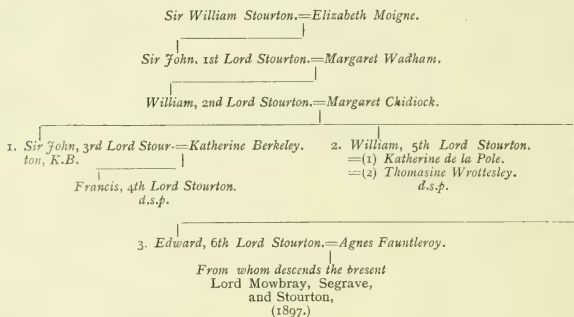 Sir William Stourton.=Elizabeth Moigne.
Sir John. 1st Lord Stourton.=Margaret Wadham.
William, 2nd Lord Stourton.=Margaret Chidiock.
1. Sir John, 3rd Lord Stour-=Katherine Berkeley.
ton, K.B.
Francis, 4th Lord Stourton.
d.s.p.
2. William, 5th Lord Stourton.
=(1) Katherine de la Pole.
=(2) Thomasine Wrottesley.
d.s.p.
3. Edward, 6th Lord Stourton.=Agnes Fauntleroy.
From whom descends the present
Lord Mowbray, Segrave,
and Stourton,
(1897.)